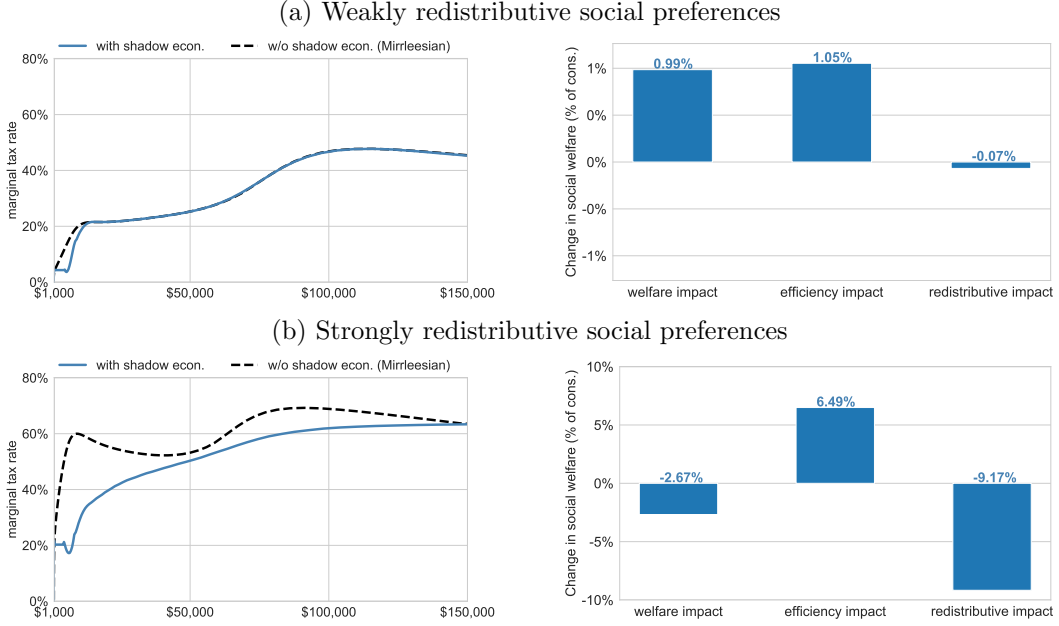 (a) Weakly redistributive social preferences
with shadow econ. w/o shadow econ. (Mirrleesian)
marginal tax rate
80%
60%
40%
20%
0%
$1,000 $50,000 $100,000 $150,000
Change in social welfare (% of cons.)
1%
0%
0%
-0%
-1%
0.99%
1.05%
-0.07%
welfare impact efficiency impact redistributive impact
(b) Strongly redistributive social preferences
with shadow econ. w/o shadow econ. (Mirrleesian)
marginal tax rate
80%
60%
40%
20%
0%
$1,000 $50,000 $100,000 $150,000
Change in social welfare (% of cons.)
10%
5%
0%
-5%
-10%
-2.67%
6.49%
-9.17%
welfare impact efficiency impact redistributive impact